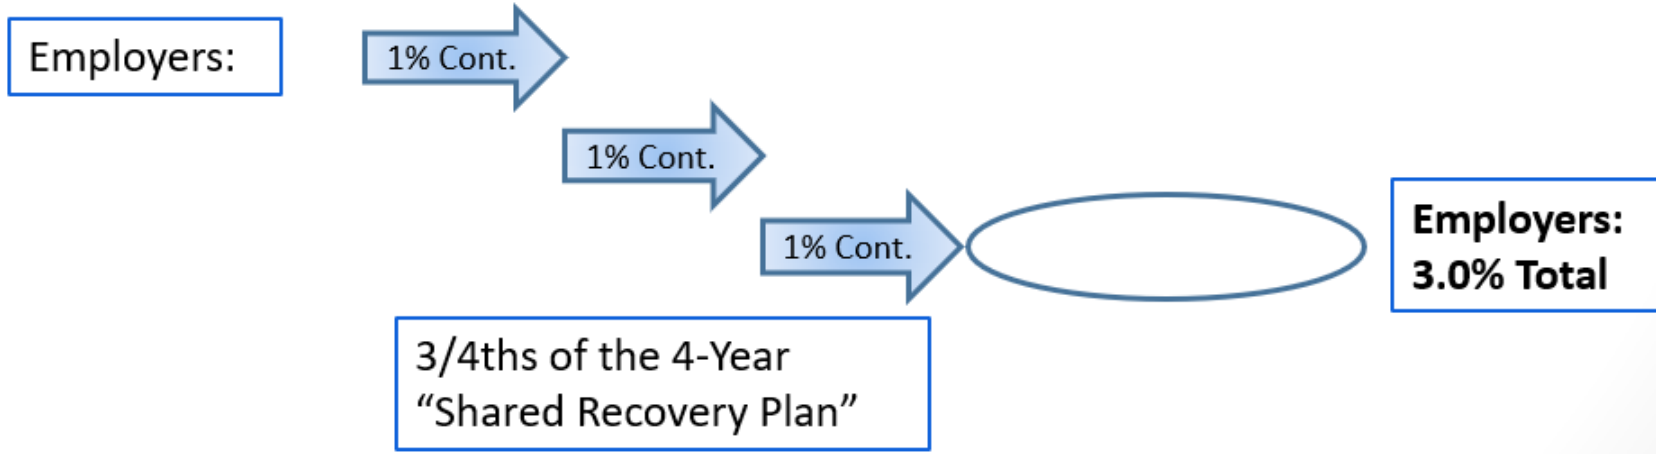 Employers:
1% Cont.
1% Cont.
1% Cont.
Employers:
3.0% Total
3/4ths of the 4-Year
“Shared Recovery Plan”